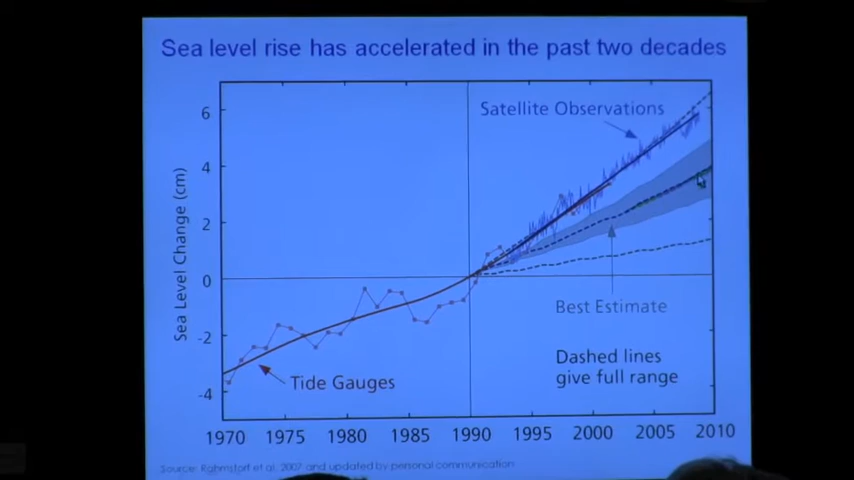 Sea level rise has accelerated in the past two decades
Satellite Observations
6
4
2
0
-2
-4
Sea Level Change (cm)
Best Estimate
Dashed lines
give full range
Tide Gauges
1970 1975 1980 1985 1990 1995 2000 2005 2010
Source: Rahmstorf et al, 2007 and updated by personal communication